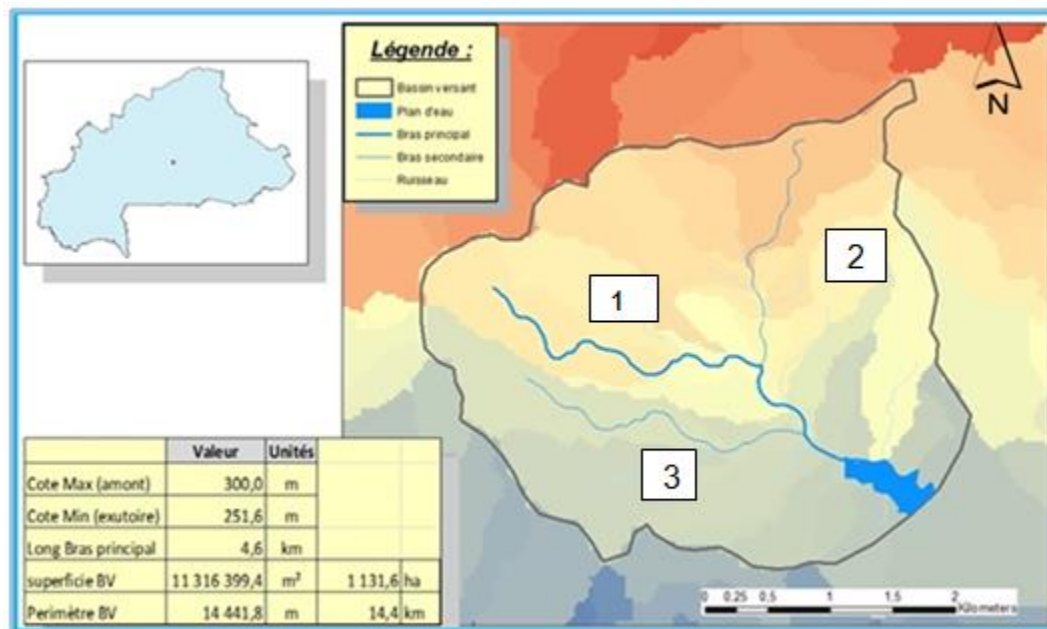 Légende :
Bassin versant
Plan d'eau
Bras principal
Bras secondaire
Ruisseau
N
1
2
3
Valeur Unités
Cote Max (amont) 300,0 m
Cote Min (exutoire) 251,6 m
Long Bras principal 4,6 km
superficie BV 11 316 399,4 m² 1 131,6 ha
Perimètre BV 14 441,8 m 14,4 km
0 0.25 0.5 1 1.5 2
Kilometers